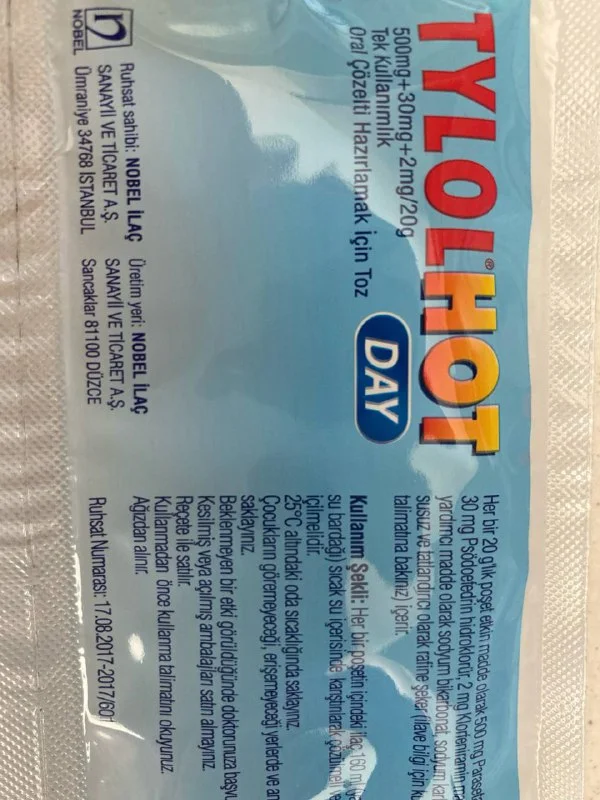 TYLOLHOT®
500mg+30mg+2mg/20g
Tek Kullanımlık
Oral Çözelti Hazırlamak İçin Toz
DAY
NOBEL
Ruhsat sahibi: NOBEL İLAÇ
SANAYİİ VE TİCARET A.Ş.
Ümraniye 34768 İSTANBUL
Üretim yeri: NOBEL İLAÇ
SANAYİİ VE TİCARET A.Ş.
Sancaklar 81100 DÜZCE
Her bir 20 g'lık poşet etkin madde olarak 500 mg
30 mg Psödoefedrin hidroklorür, 2 mg Klorfeniramin
yardımcı madde olarak sodyum bikarbonat, sodyum
susuz ve tatlandırıcı olarak rafine şeker (ilave bilgi için
talimatına bakınız) içerir.
Kullanım Şekli: Her bir poşetin içindeki ilaç, 160 ml
su bardağı) sıcak su içerisinde karıştırılarak
içilmelidir.
25°C altındaki oda sıcaklığında saklayınız.
Çocukların göremeyeceği, erişemeyeceği yerlerde ve
saklayınız.
Beklenmeyen bir etki görüldüğünde doktorunuza
Kesilmiş veya açılmış ambalajları satın almayınız.
Reçete ile satılır.
Kullanmadan önce kullanma talimatını okuyunuz.
Ağızdan alınır.
Ruhsat Numarası: 17.08.2017-2017/601